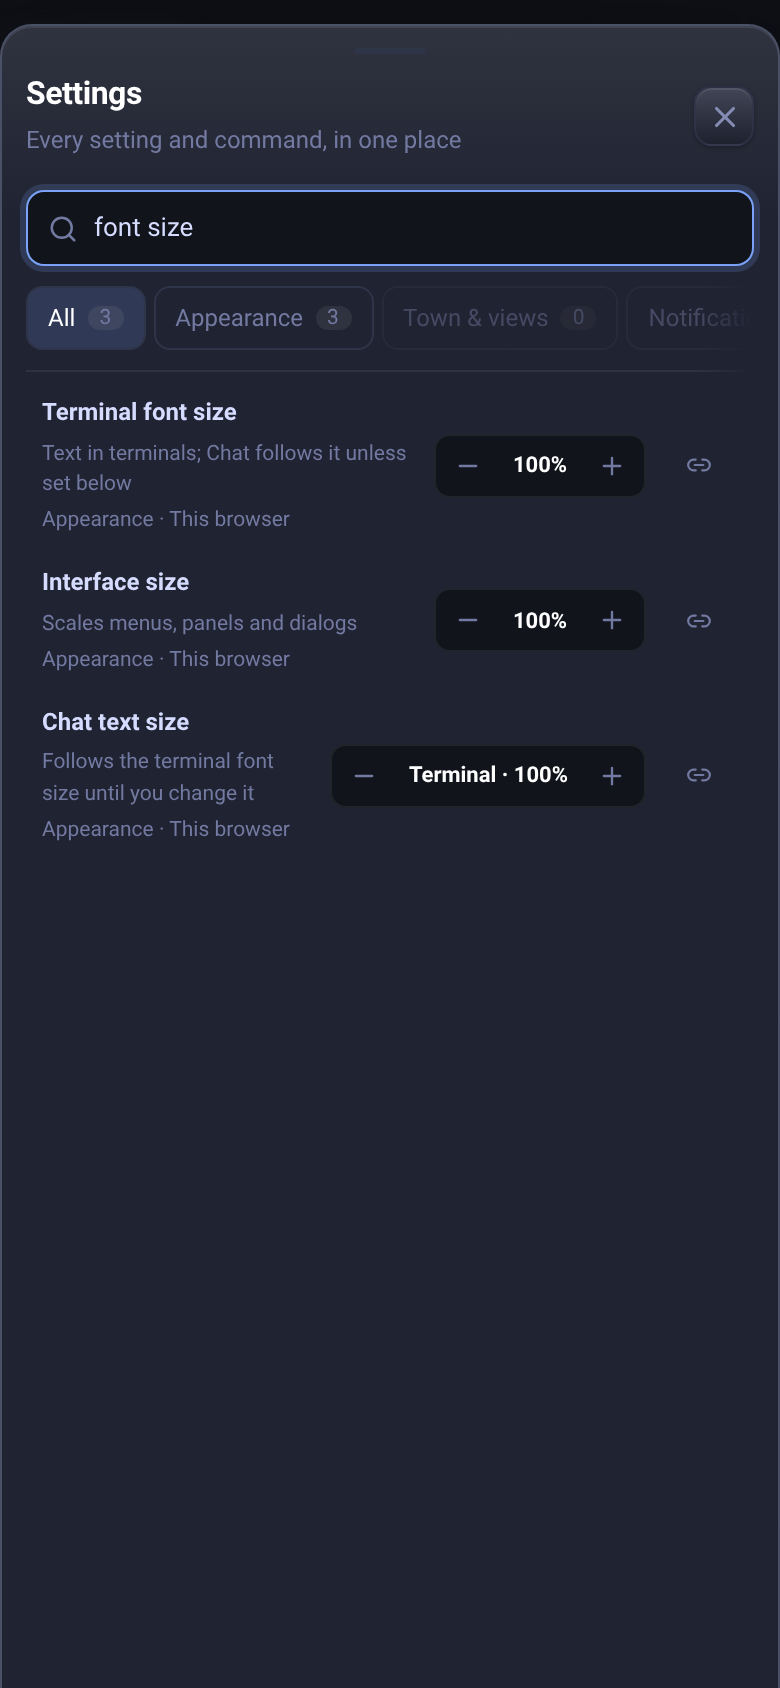 Settings
Every setting and command, in one place
font size
All 3 Appearance 3 Town & views 0 Notificati
Terminal font size
Text in terminals; Chat follows it unless
set below
Appearance · This browser
100%
Interface size
Scales menus, panels and dialogs
Appearance · This browser
100%
Chat text size
Follows the terminal font
size until you change it
Appearance · This browser
Terminal · 100%